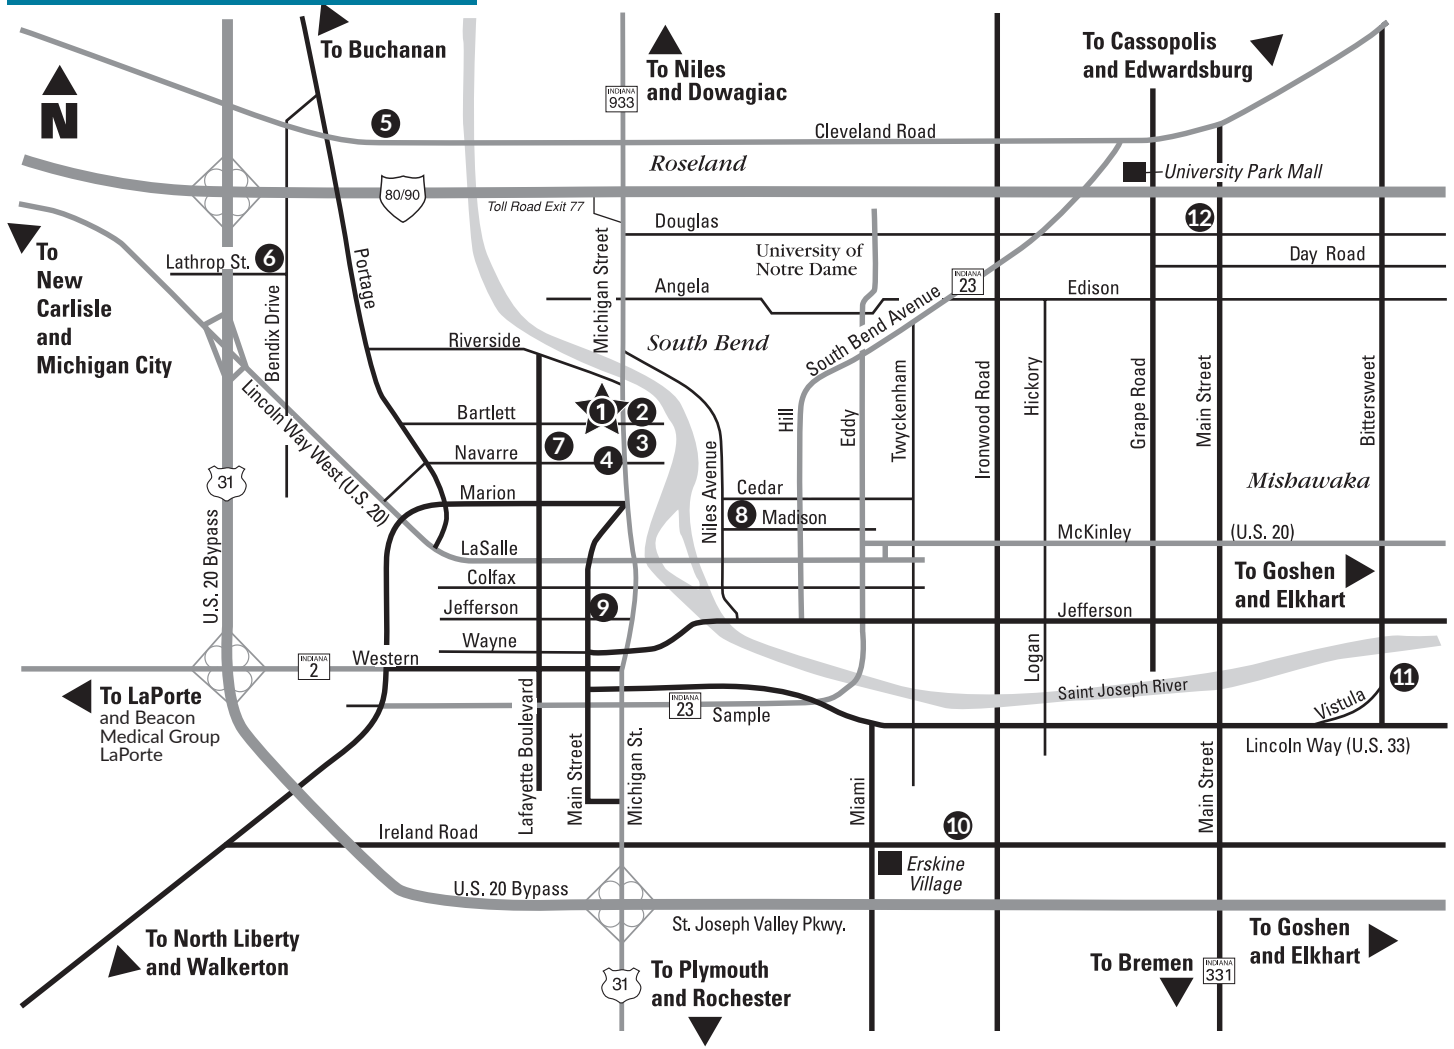 To Buchanan
To Niles
and Dowagiac
To Cassopolis
and Edwardsburg
N
INDIANA
933
5
Cleveland Road
Roseland
University Park Mall
80/90
Toll Road Exit 77
Douglas
12
To
New
Carlisle
and
Michigan City
Lathrop St.
6
Portage
Michigan Street
University of
Notre Dame
Day Road
INDIANA
23
Angela
Edison
Bendix Drive
Riverside
South Bend
South Bend Avenue
Lincoln Way West (U.S. 20)
Bartlett
1
2
Hill
Eddy
Twyckenham
Ironwood Road
Hickory
Grape Road
Main Street
Bittersweet
7
3
Navarre
4
31
Marion
Niles Avenue
Cedar
8
Madison
Mishawaka
U.S. 20 Bypass
LaSalle
McKinley
(U.S. 20)
Colfax
To Goshen
and Elkhart
Jefferson
9
Jefferson
Wayne
Western
INDIANA
2
Logan
11
To LaPorte
and Beacon
Medical Group
LaPorte
Saint Joseph River
Vistula
INDIANA
23
Sample
Lafayette Boulevard
Main Street
Michigan St.
Lincoln Way (U.S. 33)
Miami
Main Street
10
Ireland Road
Erskine
Village
U.S. 20 Bypass
St. Joseph Valley Pkwy.
To North Liberty
and Walkerton
To Goshen
and Elkhart
31
To Plymouth
and Rochester
To Bremen
INDIANA
331